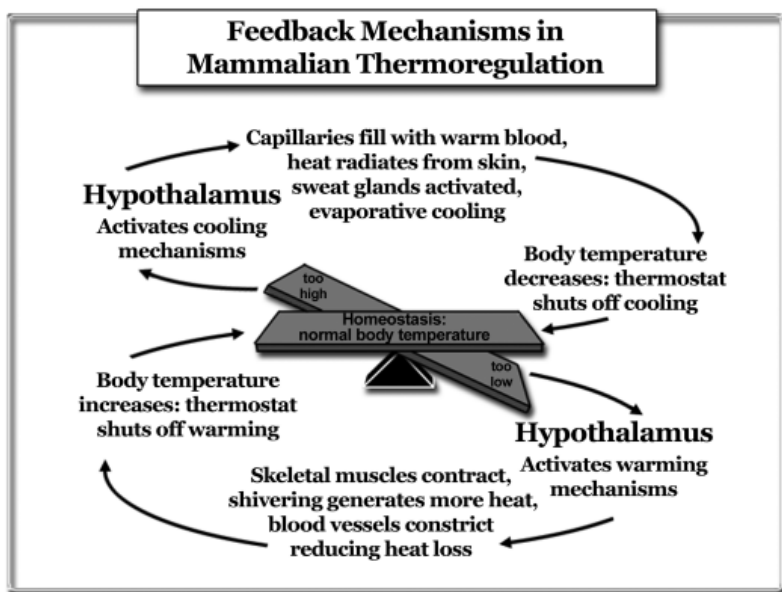 Feedback Mechanisms in
Mammalian Thermoregulation
Capillaries fill with warm blood,
heat radiates from skin,
sweat glands activated,
evaporative cooling
Hypothalamus
Activates cooling
mechanisms
Body temperature
decreases: thermostat
shuts off cooling
too
high
Homeostasis:
normal body temperature
too
low
Body temperature
increases: thermostat
shuts off warming
Hypothalamus
Activates warming
mechanisms
Skeletal muscles contract,
shivering generates more heat,
blood vessels constrict
reducing heat loss